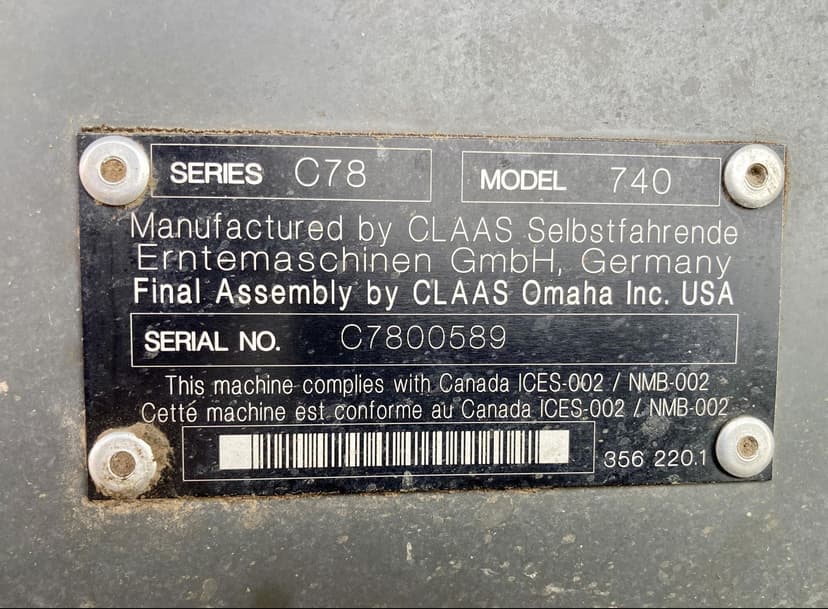 SERIES C78 MODEL 740
Manufactured by CLAAS Selbstfahrende
Erntemaschinen GmbH, Germany
Final Assembly by CLAAS Omaha Inc. USA
SERIAL NO. C7800589
This machine complies with Canada ICES-002 / NMB-002
Cetté machine est conforme au Canada ICES-002 / NMB-002
356 220.1